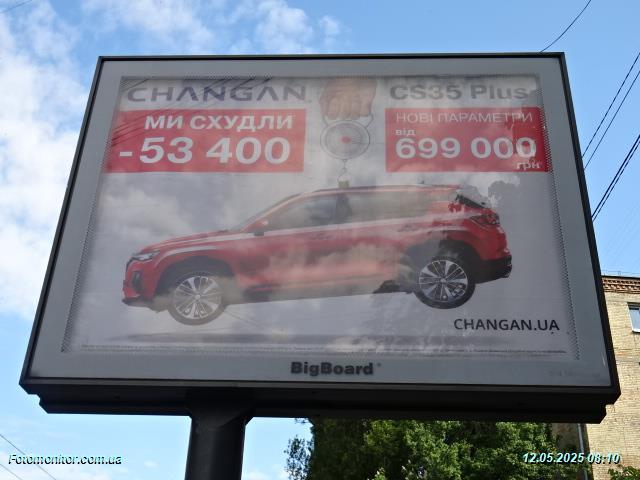 CHANGAN
CS35 Plus
МИ СХУДЛИ
-53 400
НОВІ ПАРАМЕТРИ
від
699 000
грн
CHANGAN.UA
BigBoard
Fotomonitor.com.ua
12.05.2025 08:10